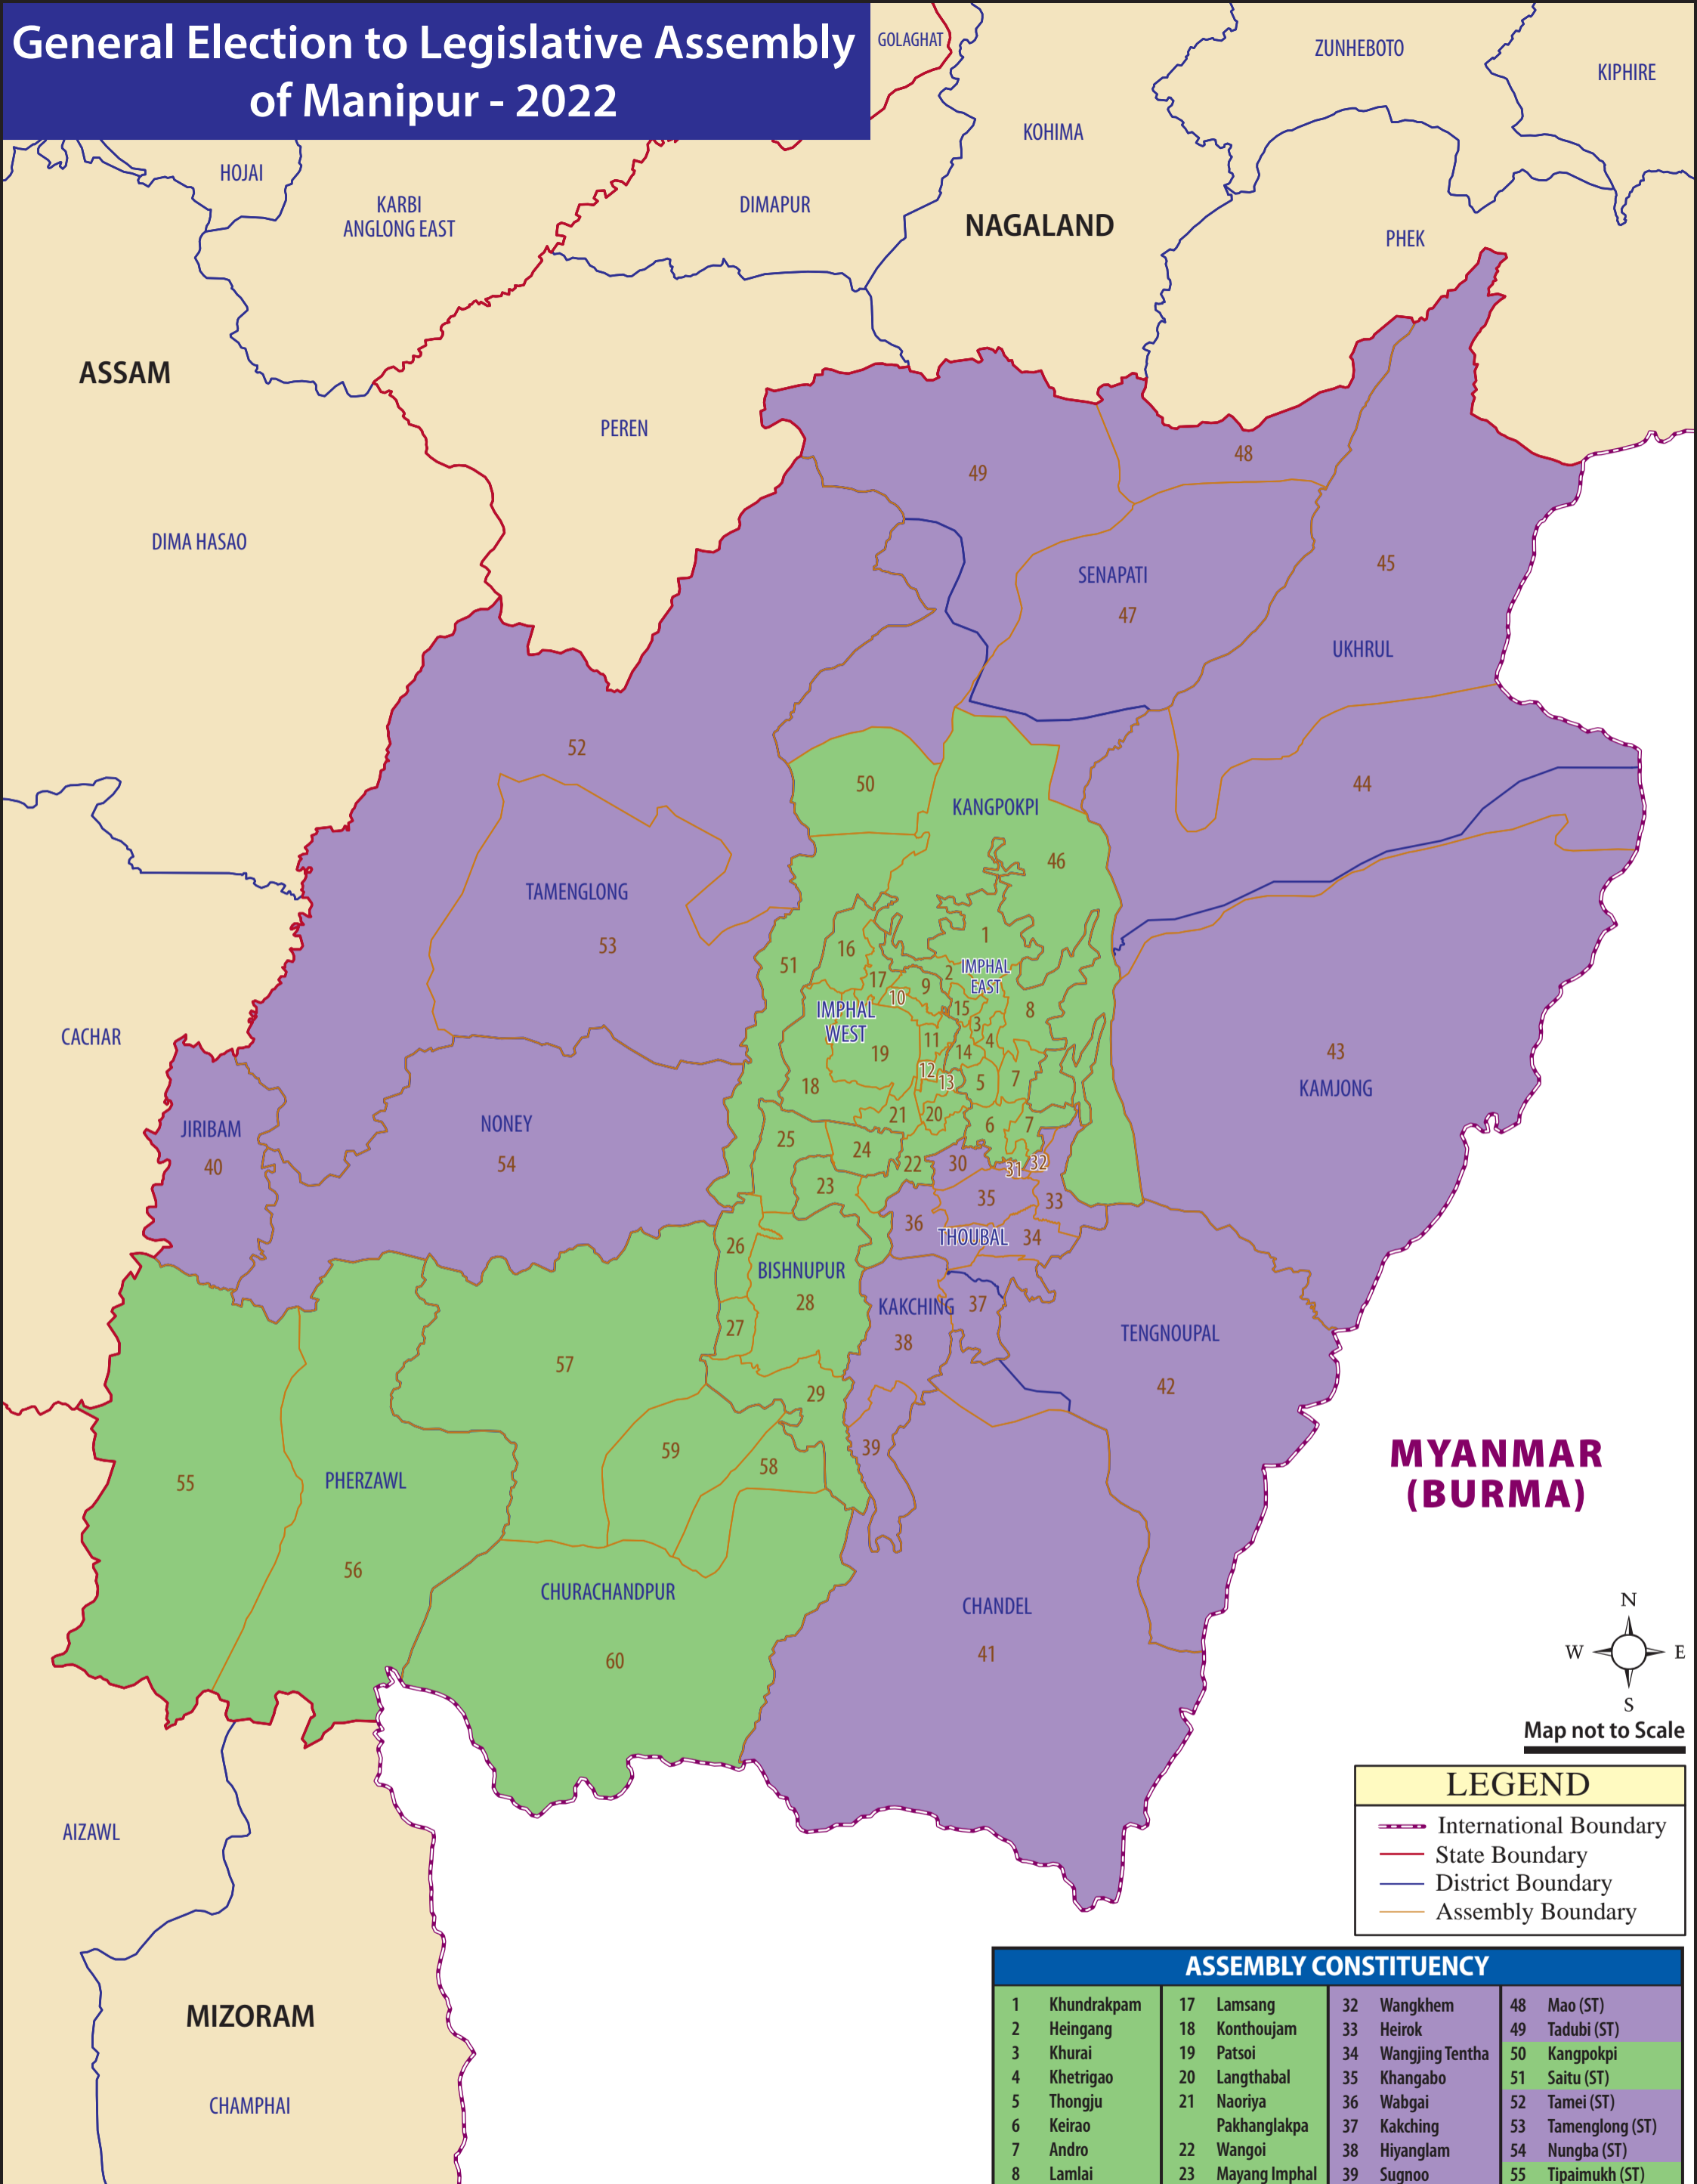 General Election to Legislative Assembly
of Manipur - 2022
GOLAGHAT
ZUNHEBOTO
KIPHIRE
KOHIMA
HOJAI
KARBI
ANGLONG EAST
DIMAPUR
NAGALAND
PHEK
ASSAM
PEREN
48
49
DIMA HASAO
45
SENAPATI
47
UKHRUL
52
50
44
KANGPOKPI
46
TAMENGLONG
53
1
16
51
IMPHAL
EAST
2
17
9
10
15
8
IMPHAL
WEST
3
CACHAR
11
4
19
14
43
12
13
5
7
18
KAMJONG
21
20
NONEY
JIRIBAM
6
7
25
24
54
40
22
30
31
32
23
35
33
36
THOUBAL
34
26
BISHNUPUR
28
KAKCHING
37
27
38
TENGNOUPAL
57
42
29
59
39
58
MYANMAR
(BURMA)
55
PHERZAWL
56
CHURACHANDPUR
CHANDEL
60
41
N
W
E
S
Map not to Scale
LEGEND
International Boundary
State Boundary
District Boundary
Assembly Boundary
AIZAWL
MIZORAM
CHAMPHAI
ASSEMBLY CONSTITUENCY
1 Khundrakpam
2 Heingang
3 Khurai
4 Khetrigao
5 Thongju
6 Keirao
7 Andro
8 Lamlai
17 Lamsang
18 Konthoujam
19 Patsoi
20 Langthabal
21 Naoriya
Pakhanglakpa
22 Wangoi
23 Mayang Imphal
32 Wangkhem
33 Heirok
34 Wangjing Tentha
35 Khangabo
36 Wabgai
37 Kakching
38 Hiyanglam
39 Sugnoo
48 Mao (ST)
49 Tadubi (ST)
50 Kangpokpi
51 Saitu (ST)
52 Tamei (ST)
53 Tamenglong (ST)
54 Nungba (ST)
55 Tipaimukh (ST)